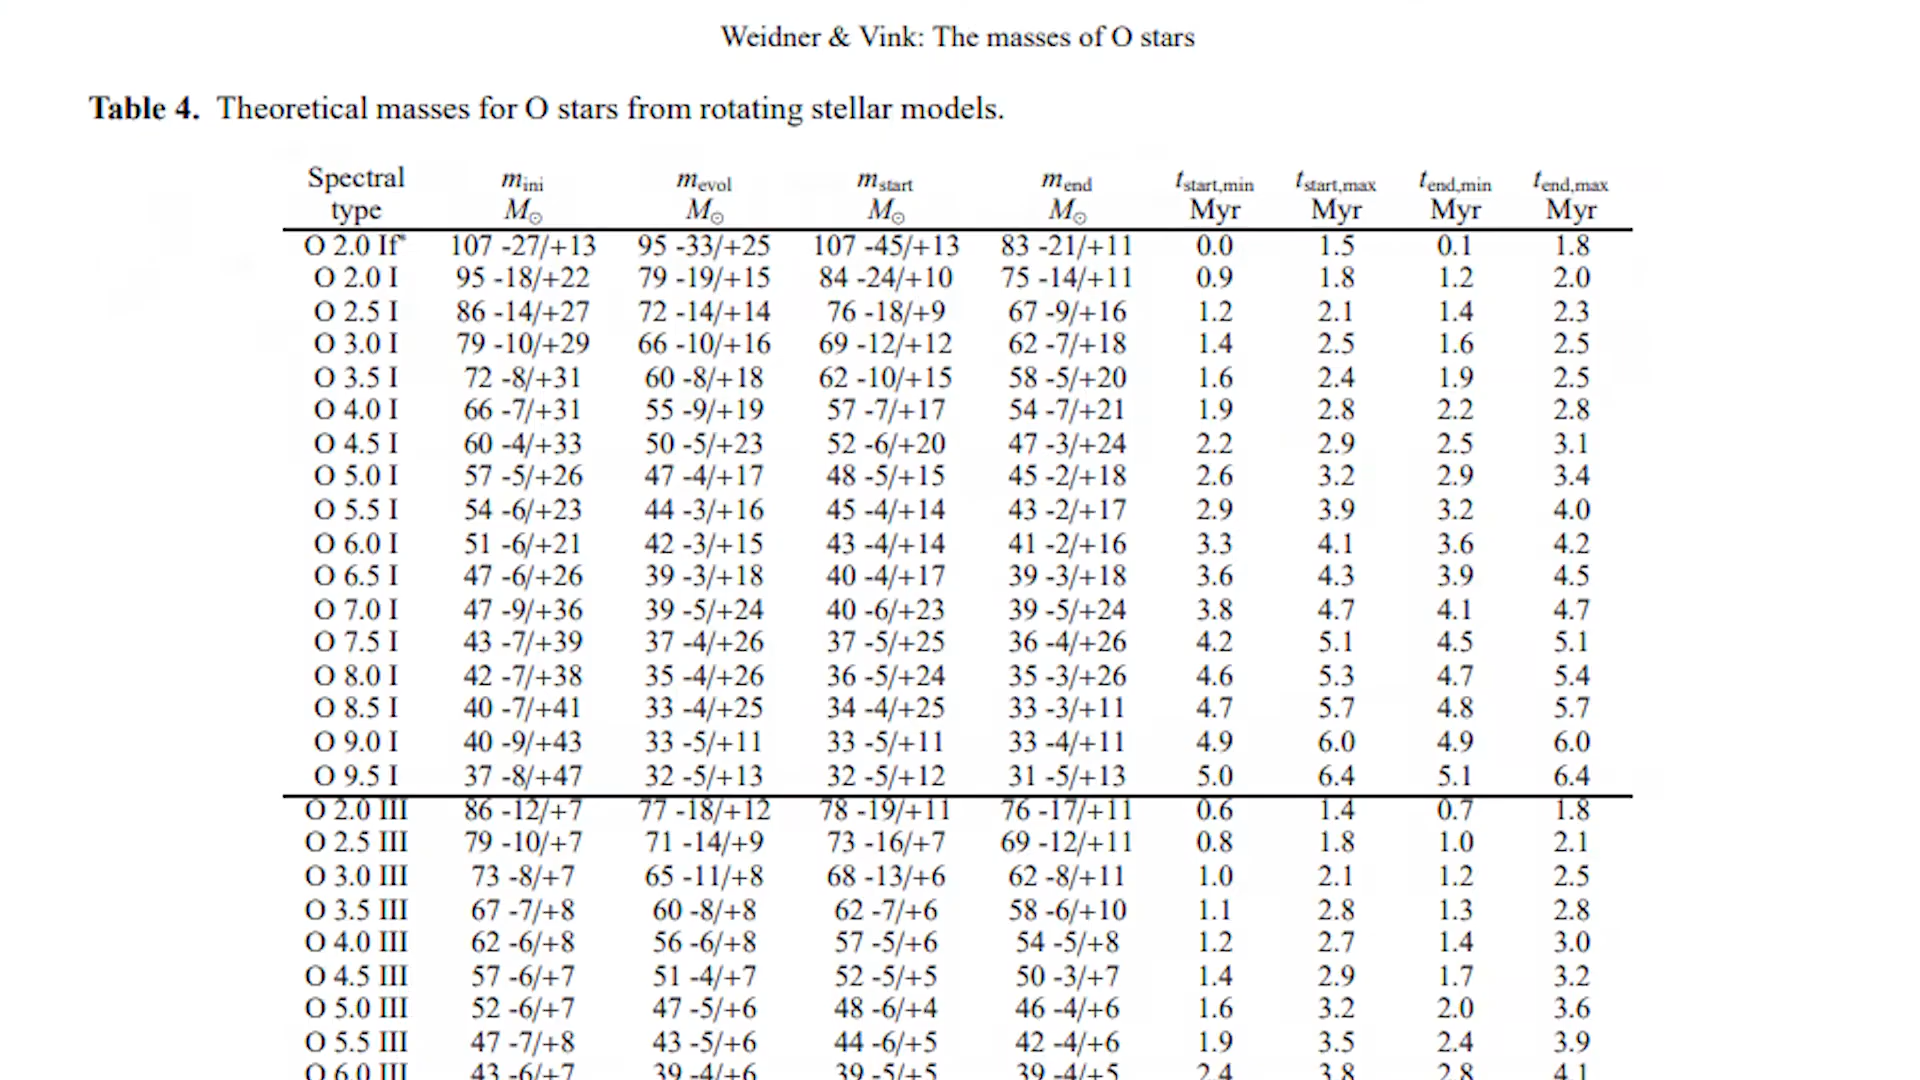 Weidner & Vink: The masses of O stars
Table 4. Theoretical masses for O stars from rotating stellar models.
Spectral type m_ini M⊙ m_evol M⊙ m_start M⊙ m_end M⊙ t_start,min Myr t_start,max Myr t_end,min Myr t_end,max Myr
O 2.0 If* 107 -27/+13 95 -33/+25 107 -45/+13 83 -21/+11 0.0 1.5 0.1 1.8
O 2.0 I 95 -18/+22 79 -19/+15 84 -24/+10 75 -14/+11 0.9 1.8 1.2 2.0
O 2.5 I 86 -14/+27 72 -14/+14 76 -18/+9 67 -9/+16 1.2 2.1 1.4 2.3
O 3.0 I 79 -10/+29 66 -10/+16 69 -12/+12 62 -7/+18 1.4 2.5 1.6 2.5
O 3.5 I 72 -8/+31 60 -8/+18 62 -10/+15 58 -5/+20 1.6 2.4 1.9 2.5
O 4.0 I 66 -7/+31 55 -9/+19 57 -7/+17 54 -7/+21 1.9 2.8 2.2 2.8
O 4.5 I 60 -4/+33 50 -5/+23 52 -6/+20 47 -3/+24 2.2 2.9 2.5 3.1
O 5.0 I 57 -5/+26 47 -4/+17 48 -5/+15 45 -2/+18 2.6 3.2 2.9 3.4
O 5.5 I 54 -6/+23 44 -3/+16 45 -4/+14 43 -2/+17 2.9 3.9 3.2 4.0
O 6.0 I 51 -6/+21 42 -3/+15 43 -4/+14 41 -2/+16 3.3 4.1 3.6 4.2
O 6.5 I 47 -6/+26 39 -3/+18 40 -4/+17 39 -3/+18 3.6 4.3 3.9 4.5
O 7.0 I 47 -9/+36 39 -5/+24 40 -6/+23 39 -5/+24 3.8 4.7 4.1 4.7
O 7.5 I 43 -7/+39 37 -4/+26 37 -5/+25 36 -4/+26 4.2 5.1 4.5 5.1
O 8.0 I 42 -7/+38 35 -4/+26 36 -5/+24 35 -3/+26 4.6 5.3 4.7 5.4
O 8.5 I 40 -7/+41 33 -4/+25 34 -4/+25 33 -3/+11 4.7 5.7 4.8 5.7
O 9.0 I 40 -9/+43 33 -5/+11 33 -5/+11 33 -4/+11 4.9 6.0 4.9 6.0
O 9.5 I 37 -8/+47 32 -5/+13 32 -5/+12 31 -5/+13 5.0 6.4 5.1 6.4
O 2.0 III 86 -12/+7 77 -18/+12 78 -19/+11 76 -17/+11 0.6 1.4 0.7 1.8
O 2.5 III 79 -10/+7 71 -14/+9 73 -16/+7 69 -12/+11 0.8 1.8 1.0 2.1
O 3.0 III 73 -8/+7 65 -11/+8 68 -13/+6 62 -8/+11 1.0 2.1 1.2 2.5
O 3.5 III 67 -7/+8 60 -8/+8 62 -7/+6 58 -6/+10 1.1 2.8 1.3 2.8
O 4.0 III 62 -6/+8 56 -6/+8 57 -5/+6 54 -5/+8 1.2 2.7 1.4 3.0
O 4.5 III 57 -6/+7 51 -4/+7 52 -5/+5 50 -3/+7 1.4 2.9 1.7 3.2
O 5.0 III 52 -6/+7 47 -5/+6 48 -6/+4 46 -4/+6 1.6 3.2 2.0 3.6
O 5.5 III 47 -7/+8 43 -5/+6 44 -6/+5 42 -4/+6 1.9 3.5 2.4 3.9
O 6.0 III 43 -6/+7 39 -4/+6 39 -5/+5 39 -4/+5 2.4 3.8 2.8 4.1